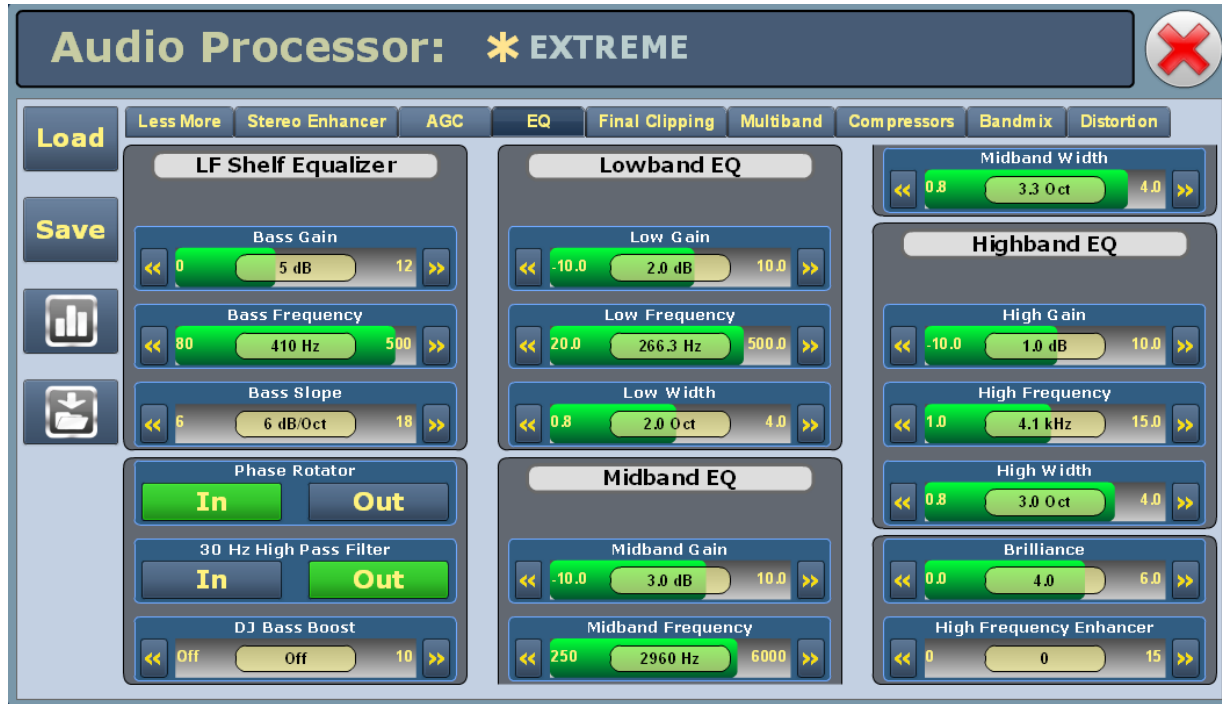 Audio Processor: * EXTREME
Load
Save
Less More Stereo Enhancer AGC EQ Final Clipping Multiband Compressors Bandmix Distortion
LF Shelf Equalizer
Bass Gain
<< 0 5 dB 12 >>
Bass Frequency
<< 80 410 Hz 500 >>
Bass Slope
<< 6 6 dB/Oct 18 >>
Phase Rotator
In Out
30 Hz High Pass Filter
In Out
DJ Bass Boost
<< Off Off 10 >>
Lowband EQ
Low Gain
<< -10.0 2.0 dB 10.0 >>
Low Frequency
<< 20.0 266.3 Hz 500.0 >>
Low Width
<< 0.8 2.0 Oct 4.0 >>
Midband EQ
Midband Gain
<< -10.0 3.0 dB 10.0 >>
Midband Frequency
<< 250 2960 Hz 6000 >>
Midband Width
<< 0.8 3.3 Oct 4.0 >>
Highband EQ
High Gain
<< -10.0 1.0 dB 10.0 >>
High Frequency
<< 1.0 4.1 kHz 15.0 >>
High Width
<< 0.8 3.0 Oct 4.0 >>
Brilliance
<< 0.0 4.0 6.0 >>
High Frequency Enhancer
<< 0 0 15 >>